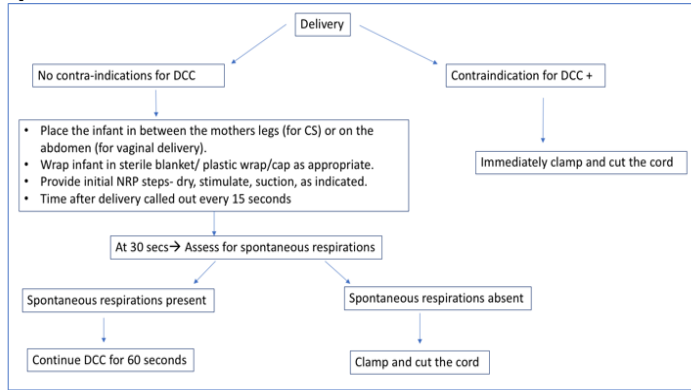 Delivery
No contra-indications for DCC
Contraindication for DCC +
• Place the infant in between the mothers legs (for CS) or on the
abdomen (for vaginal delivery).
• Wrap infant in sterile blanket/ plastic wrap/cap as appropriate.
• Provide initial NRP steps- dry, stimulate, suction, as indicated.
• Time after delivery called out every 15 seconds
Immediately clamp and cut the cord
At 30 secs→ Assess for spontaneous respirations
Spontaneous respirations present
Spontaneous respirations absent
Continue DCC for 60 seconds
Clamp and cut the cord